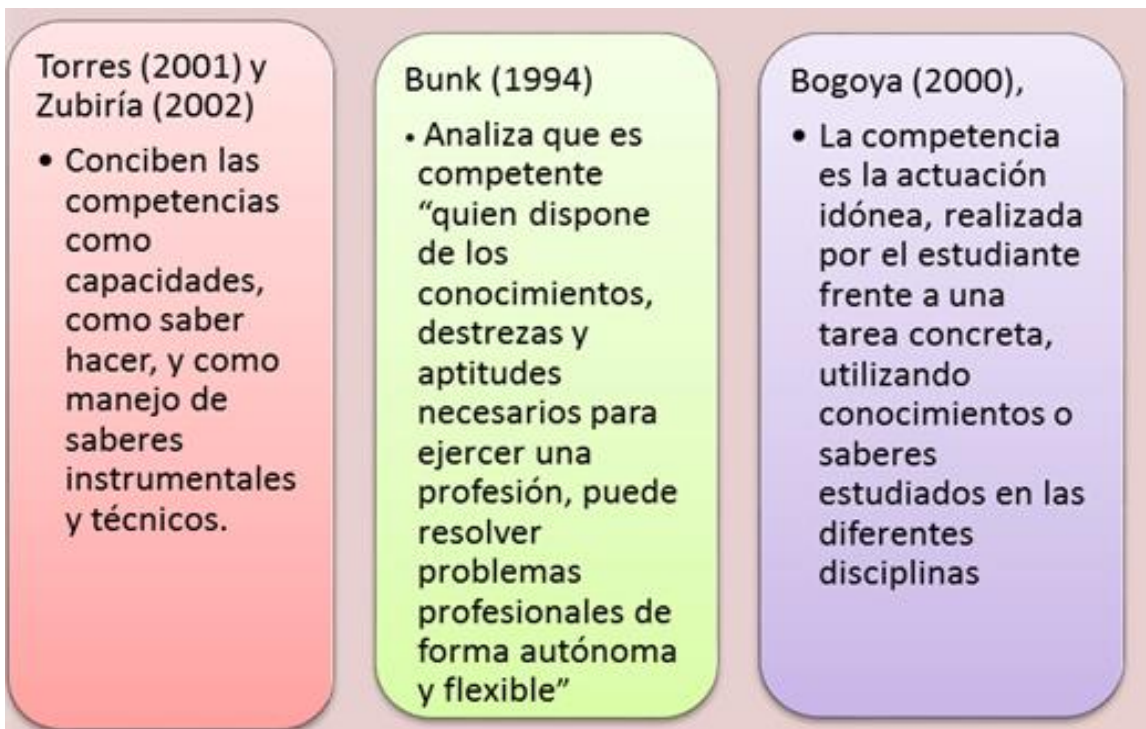 Torres (2001) y
Zubiría (2002)
• Conciben las
competencias
como
capacidades,
como saber
hacer, y como
manejo de
saberes
instrumentales
y técnicos.
Bunk (1994)
• Analiza que es
competente
“quien dispone
de los
conocimientos,
destrezas y
aptitudes
necesarios para
ejercer una
profesión, puede
resolver
problemas
profesionales de
forma autónoma
y flexible”
Bogoya (2000),
• La competencia
es la actuación
idónea, realizada
por el estudiante
frente a una
tarea concreta,
utilizando
conocimientos o
saberes
estudiados en las
diferentes
disciplinas